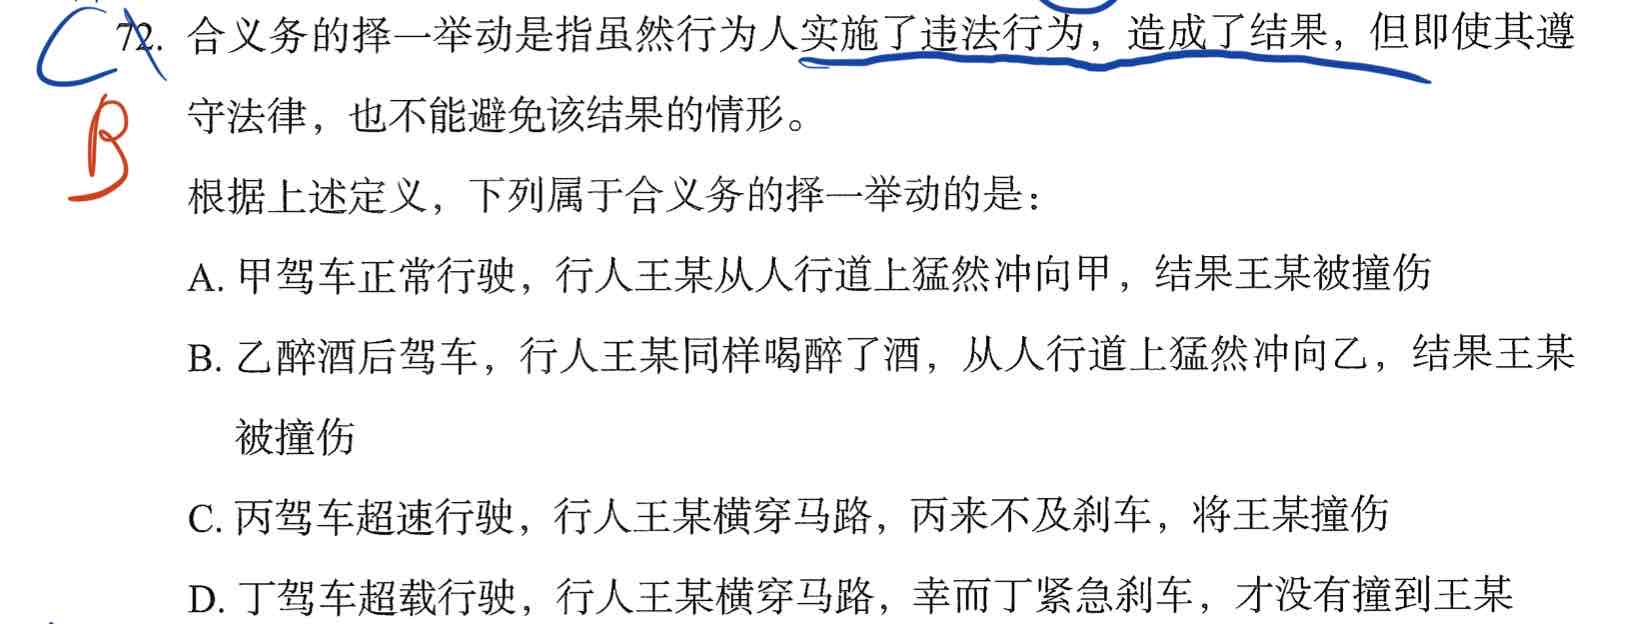 C
72. 合义务的择一举动是指虽然行为人实施了违法行为，造成了结果，但即使其遵
B
守法律，也不能避免该结果的情形。
根据上述定义，下列属于合义务的择一举动的是：
A. 甲驾车正常行驶，行人王某从人行道上猛然冲向甲，结果王某被撞伤
B. 乙醉酒后驾车，行人王某同样喝醉了酒，从人行道上猛然冲向乙，结果王某
被撞伤
C. 丙驾车超速行驶，行人王某横穿马路，丙来不及刹车，将王某撞伤
D. 丁驾车超载行驶，行人王某横穿马路，幸而丁紧急刹车，才没有撞到王某